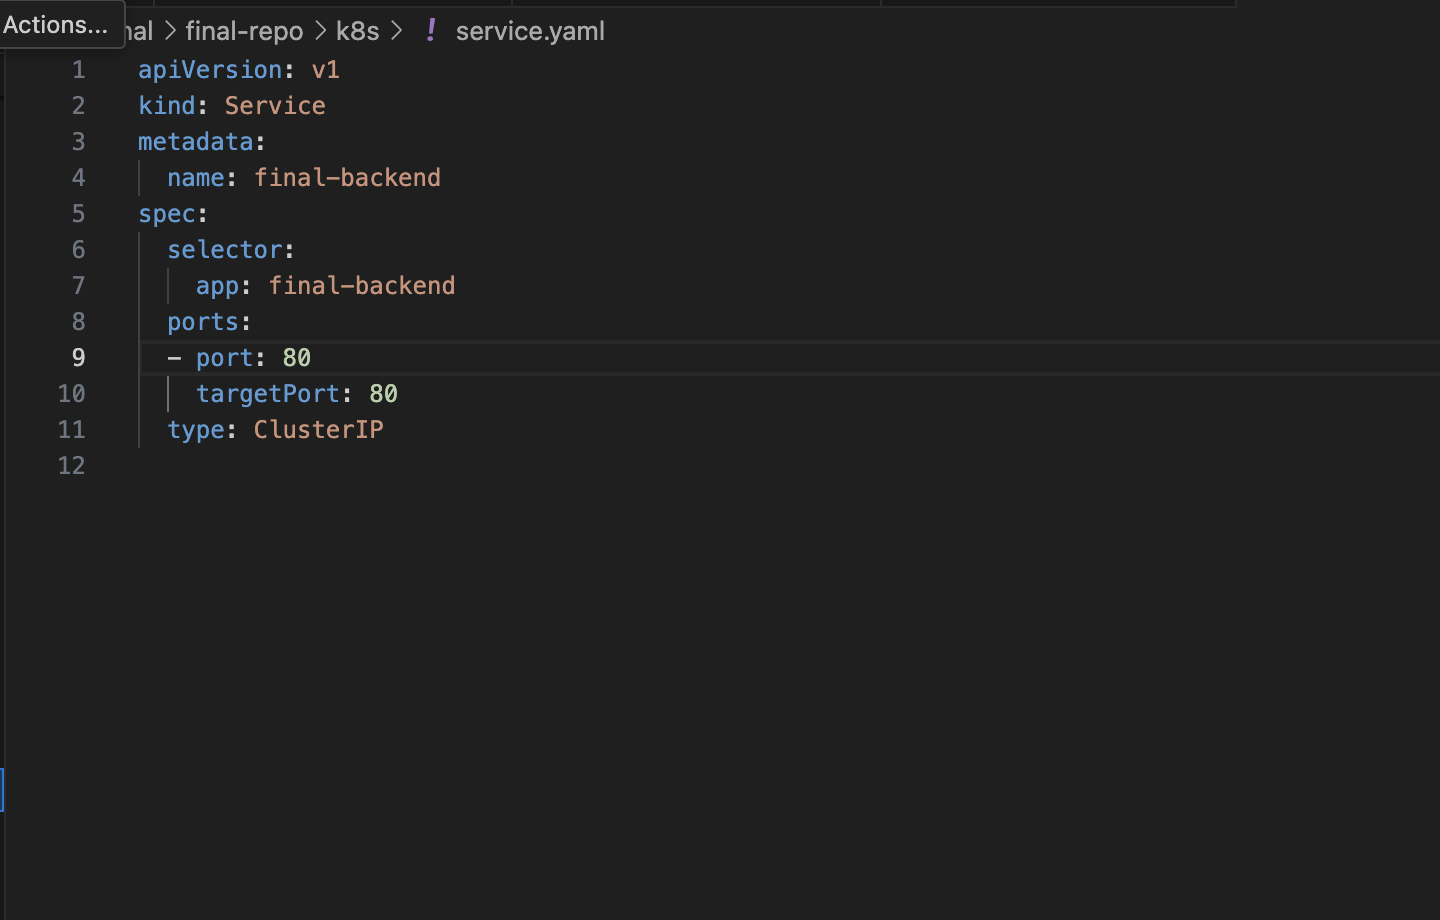 Actions...
final-repo > k8s > ! service.yaml
1 apiVersion: v1
2 kind: Service
3 metadata:
4   name: final-backend
5 spec:
6   selector:
7     app: final-backend
8   ports:
9   - port: 80
10     targetPort: 80
11   type: ClusterIP
12